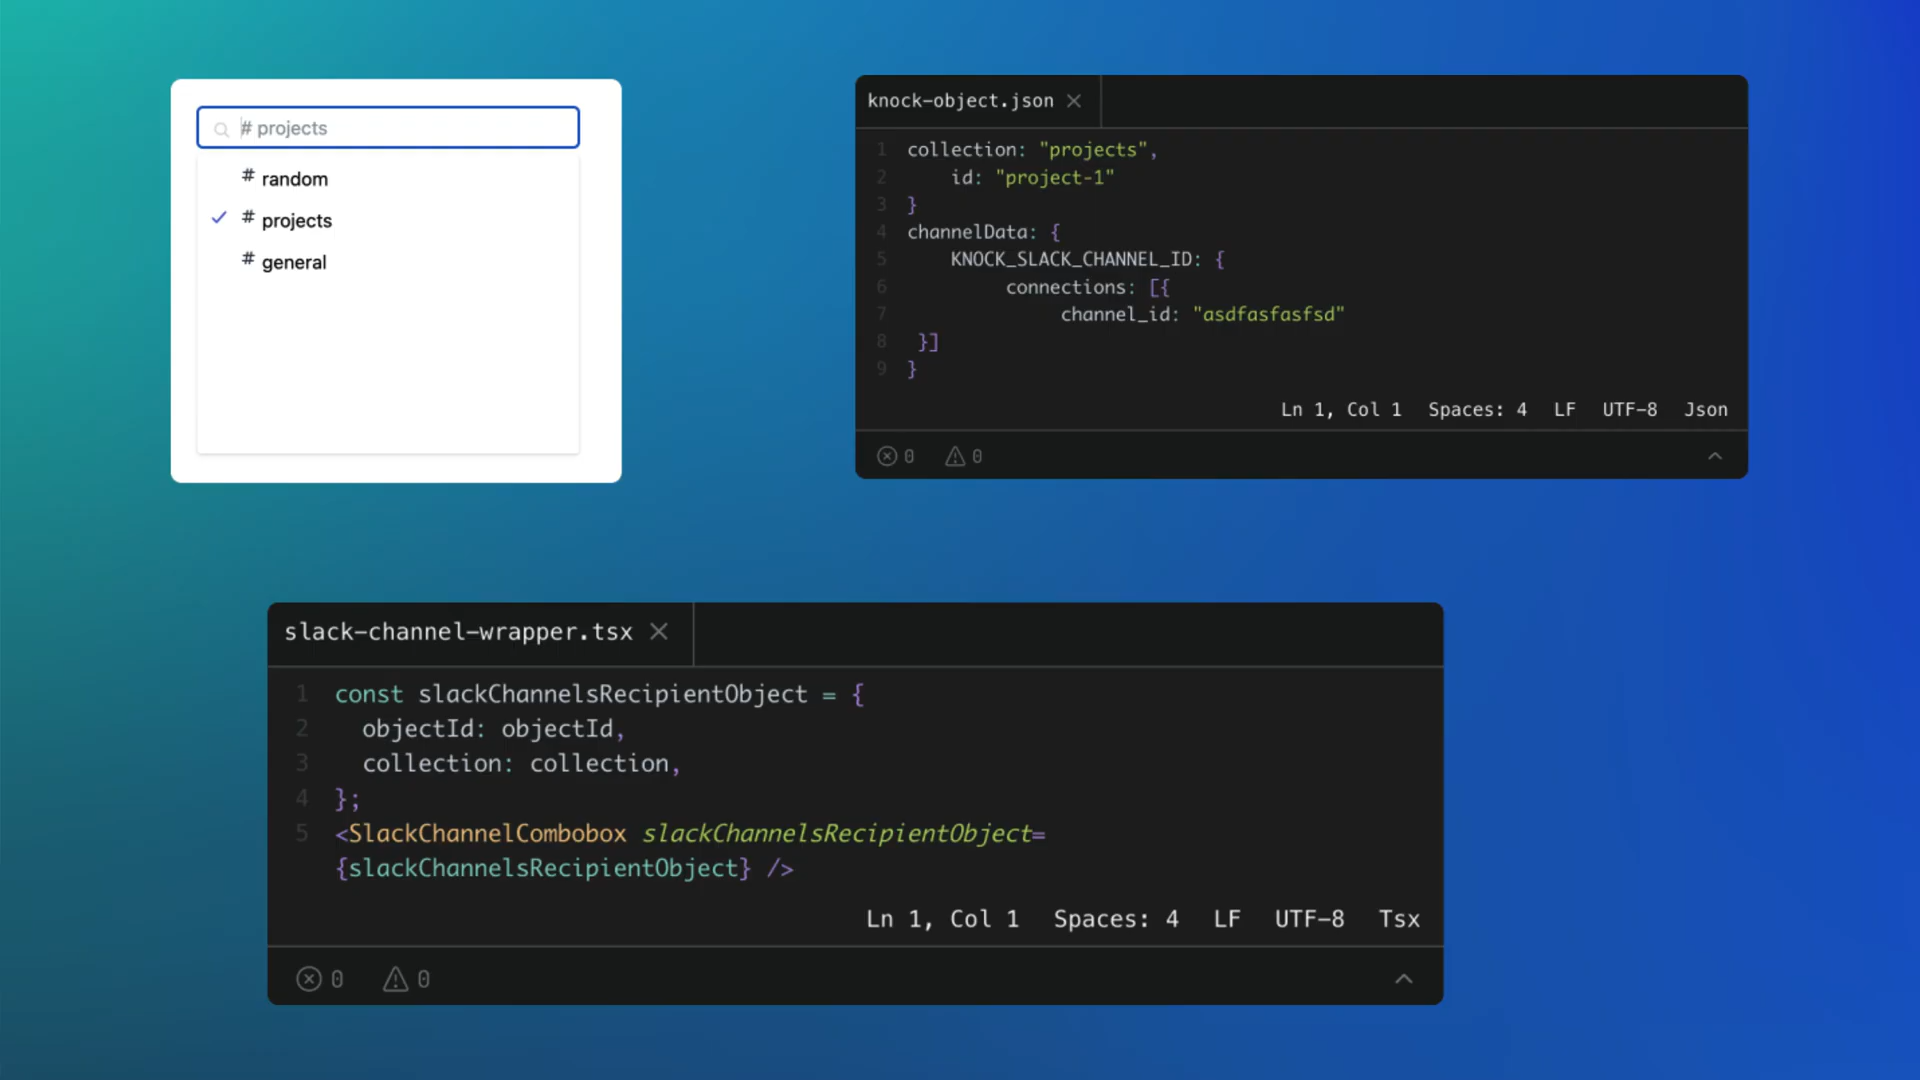 # projects
# random
# projects
# general
knock-object.json
1 collection: "projects",
2 id: "project-1"
3 }
4 channelData: {
5 KNOCK_SLACK_CHANNEL_ID: {
6 connections: [{
7 channel_id: "asdfasfasfsd"
8 }]
9 }
Ln 1, Col 1 Spaces: 4 LF UTF-8 Json
0 0
slack-channel-wrapper.tsx
1 const slackChannelsRecipientObject = {
2 objectId: objectId,
3 collection: collection,
4 };
5 <SlackChannelCombobox slackChannelsRecipientObject=
{slackChannelsRecipientObject} />
Ln 1, Col 1 Spaces: 4 LF UTF-8 Tsx
0 0